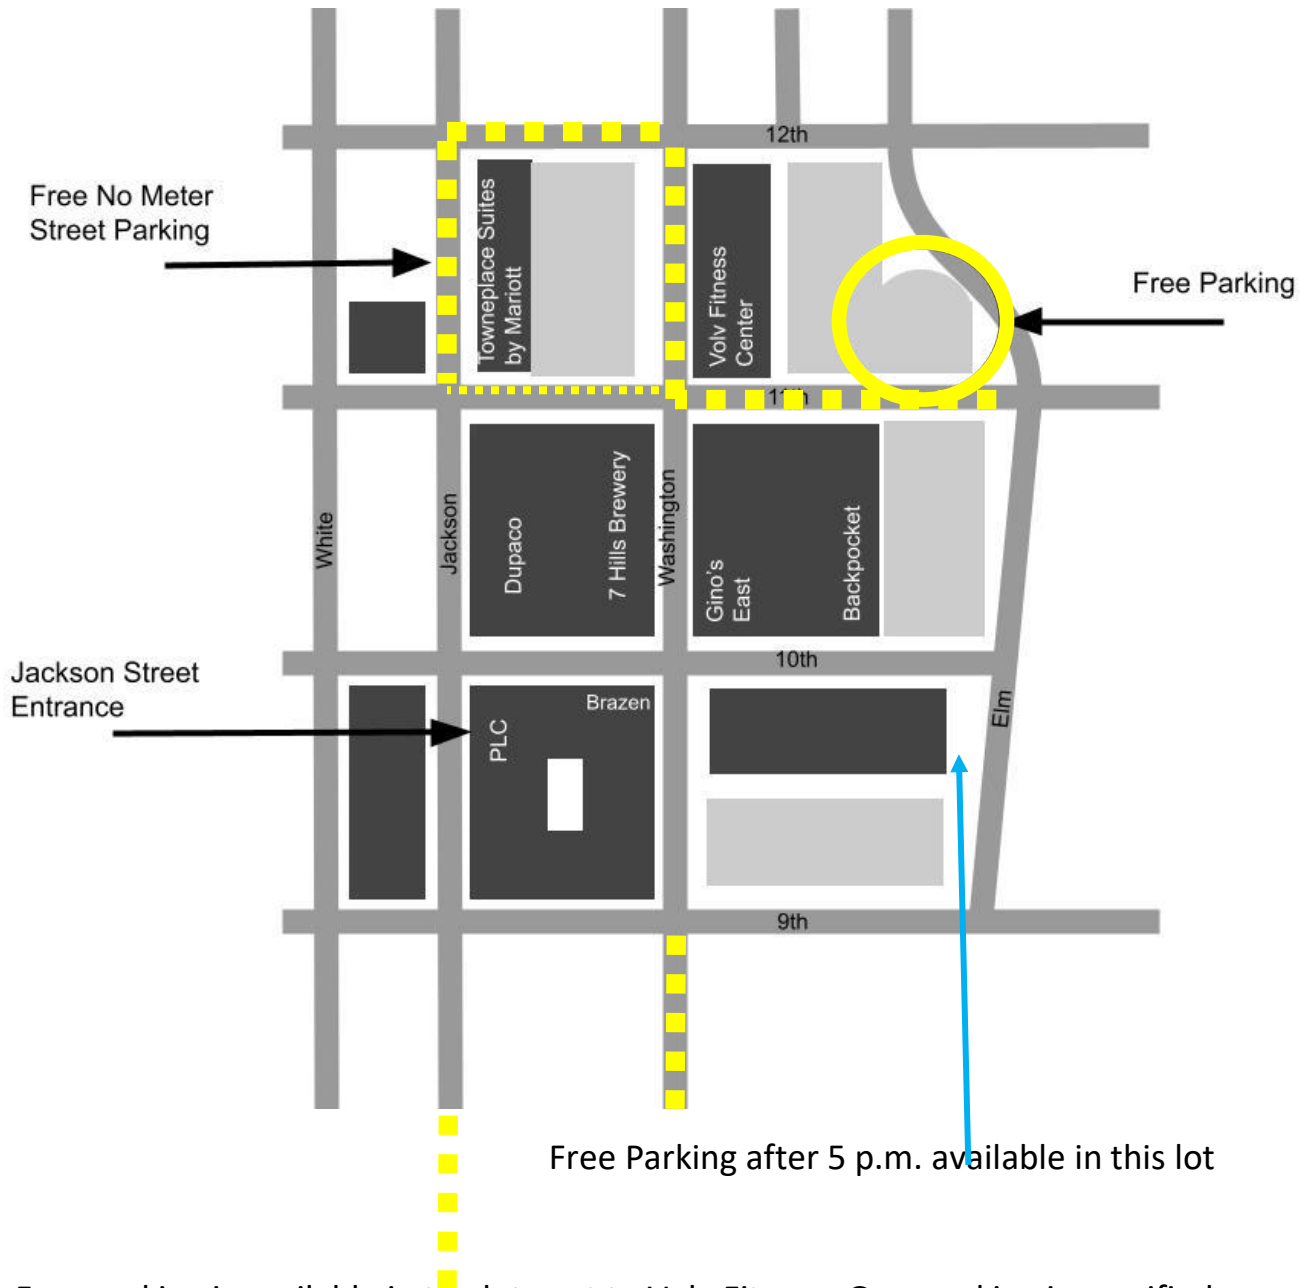 12th
Free No Meter
Street Parking
Towneplace Suites
by Mariott
Volv Fitness
Center
Free Parking
11th
White
Jackson
Dupaco
7 Hills Brewery
Washington
Gino's
East
Backpocket
10th
Jackson Street
Entrance
PLC
Brazen
Elm
9th
Free Parking after 5 p.m. available in this lot